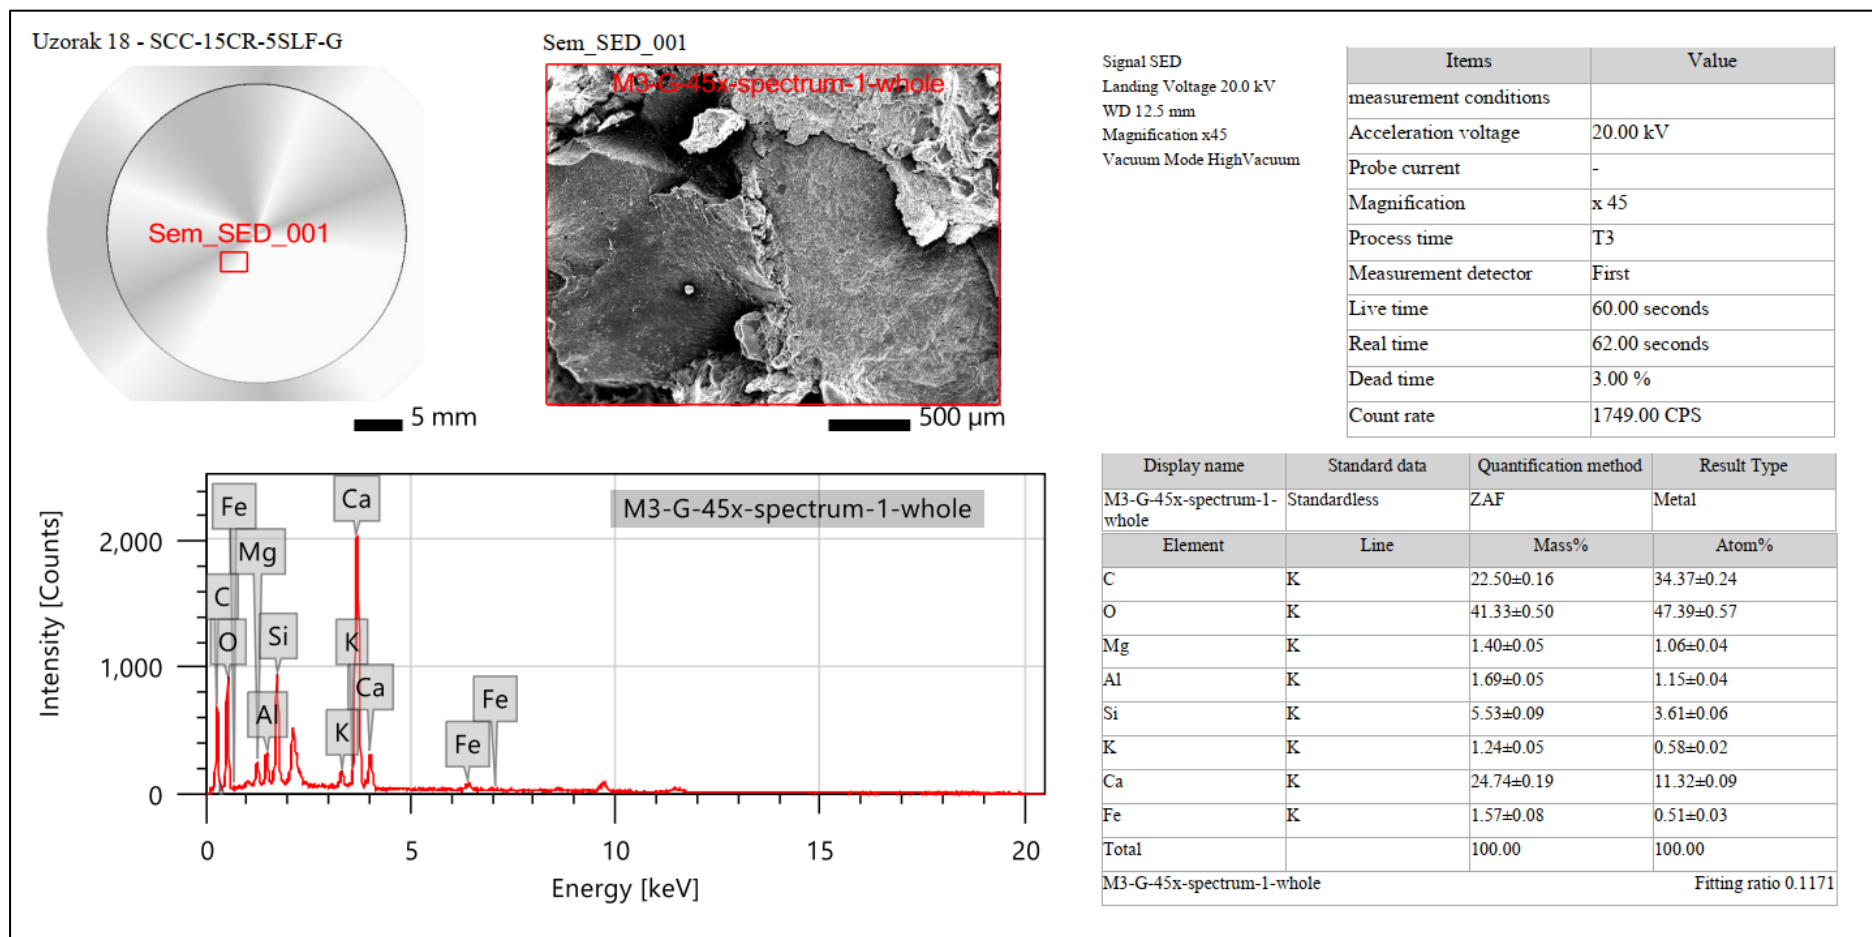 Uzorak 18 - SCC-15CR-5SLF-G
Sem_SED_001
5 mm
Sem_SED_001
M3-G-45x-spectrum-1-whole
500 µm
Signal SED
Landing Voltage 20.0 kV
WD 12.5 mm
Magnification x45
Vacuum Mode HighVacuum
Items Value
measurement conditions
Acceleration voltage 20.00 kV
Probe current -
Magnification x 45
Process time T3
Measurement detector First
Live time 60.00 seconds
Real time 62.00 seconds
Dead time 3.00 %
Count rate 1749.00 CPS
M3-G-45x-spectrum-1-whole
Intensity [Counts]
2,000
1,000
0
Fe
Mg
C
O
Al
Si
Ca
K
K
Ca
Fe
Fe
0 5 10 15 20
Energy [keV]
Display name Standard data Quantification method Result Type
M3-G-45x-spectrum-1- Standardless ZAF Metal
whole
Element Line Mass% Atom%
C K 22.50±0.16 34.37±0.24
O K 41.33±0.50 47.39±0.57
Mg K 1.40±0.05 1.06±0.04
Al K 1.69±0.05 1.15±0.04
Si K 5.53±0.09 3.61±0.06
K K 1.24±0.05 0.58±0.02
Ca K 24.74±0.19 11.32±0.09
Fe K 1.57±0.08 0.51±0.03
Total 100.00 100.00
M3-G-45x-spectrum-1-whole Fitting ratio 0.1171